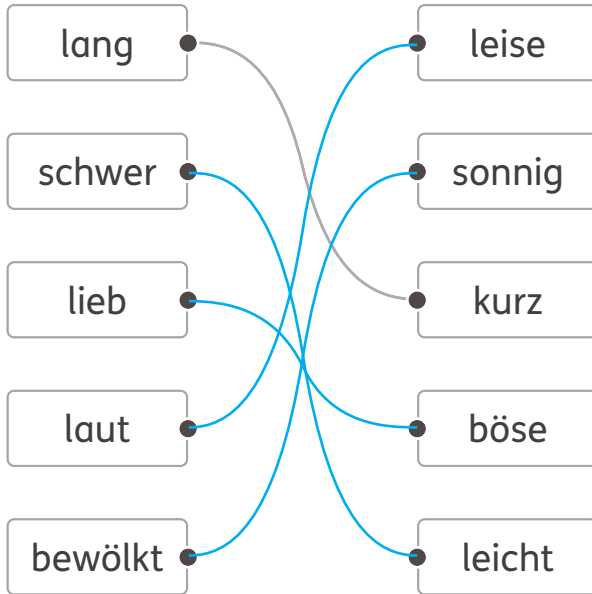 lang
leise
schwer
sonnig
lieb
kurz
laut
böse
bewölkt
leicht